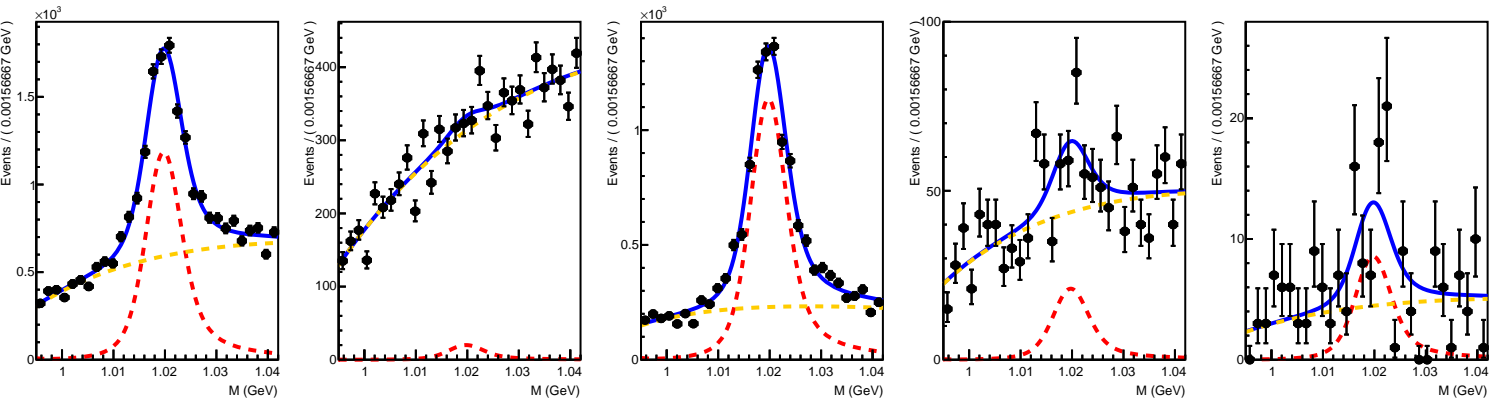 ×10³
Events / ( 0.00156667 GeV )
1.5
1
0.5
0
1 1.01 1.02 1.03 1.04
M (GeV)
Events / ( 0.00156667 GeV )
400
300
200
100
0
1 1.01 1.02 1.03 1.04
M (GeV)
×10³
Events / ( 0.00156667 GeV )
1
0.5
0
1 1.01 1.02 1.03 1.04
M (GeV)
Events / ( 0.00156667 GeV )
100
50
0
1 1.01 1.02 1.03 1.04
M (GeV)
Events / ( 0.00156667 GeV )
20
10
0
1 1.01 1.02 1.03 1.04
M (GeV)